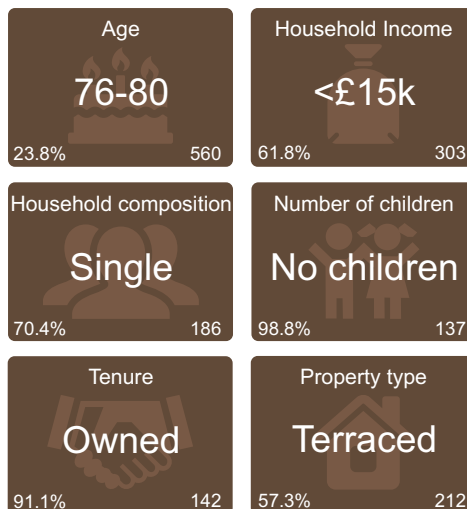 Age
76-80
23.8% 560
Household Income
<£15k
61.8% 303
Household composition
Single
70.4% 186
Number of children
No children
98.8% 137
Tenure
Owned
91.1% 142
Property type
Terraced
57.3% 212